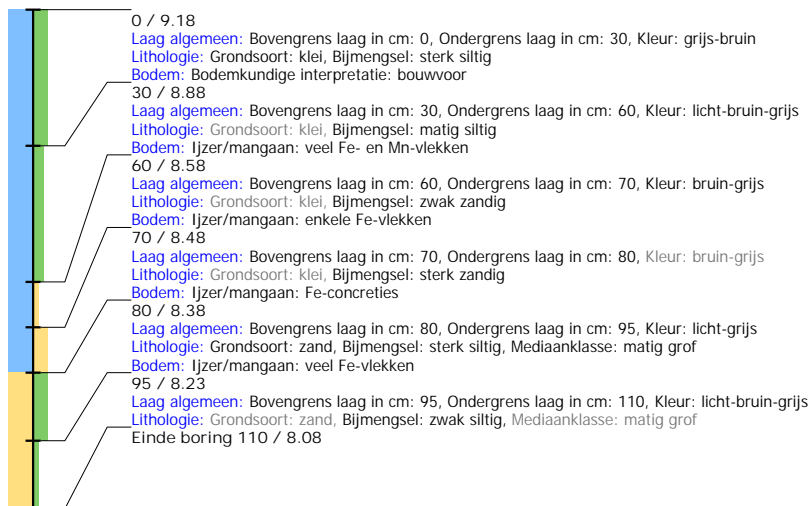 0 / 9.18
Laag algemeen: Bovengrens laag in cm: 0, Ondergrens laag in cm: 30, Kleur: grijs-bruin
Lithologie: Grondsoort: klei, Bijmengsel: sterk siltig
Bodem: Bodemkundige interpretatie: bouwvoor
30 / 8.88
Laag algemeen: Bovengrens laag in cm: 30, Ondergrens laag in cm: 60, Kleur: licht-bruin-grijs
Lithologie: Grondsoort: klei, Bijmengsel: matig siltig
Bodem: Ijzer/mangaan: veel Fe- en Mn-vlekken
60 / 8.58
Laag algemeen: Bovengrens laag in cm: 60, Ondergrens laag in cm: 70, Kleur: bruin-grijs
Lithologie: Grondsoort: klei, Bijmengsel: zwak zandig
Bodem: Ijzer/mangaan: enkele Fe-vlekken
70 / 8.48
Laag algemeen: Bovengrens laag in cm: 70, Ondergrens laag in cm: 80, Kleur: bruin-grijs
Lithologie: Grondsoort: klei, Bijmengsel: sterk zandig
Bodem: Ijzer/mangaan: Fe-concreties
80 / 8.38
Laag algemeen: Bovengrens laag in cm: 80, Ondergrens laag in cm: 95, Kleur: licht-grijs
Lithologie: Grondsoort: zand, Bijmengsel: sterk siltig, Mediaanklasse: matig grof
Bodem: Ijzer/mangaan: veel Fe-vlekken
95 / 8.23
Laag algemeen: Bovengrens laag in cm: 95, Ondergrens laag in cm: 110, Kleur: licht-bruin-grijs
Lithologie: Grondsoort: zand, Bijmengsel: zwak siltig, Mediaanklasse: matig grof
Einde boring 110 / 8.08